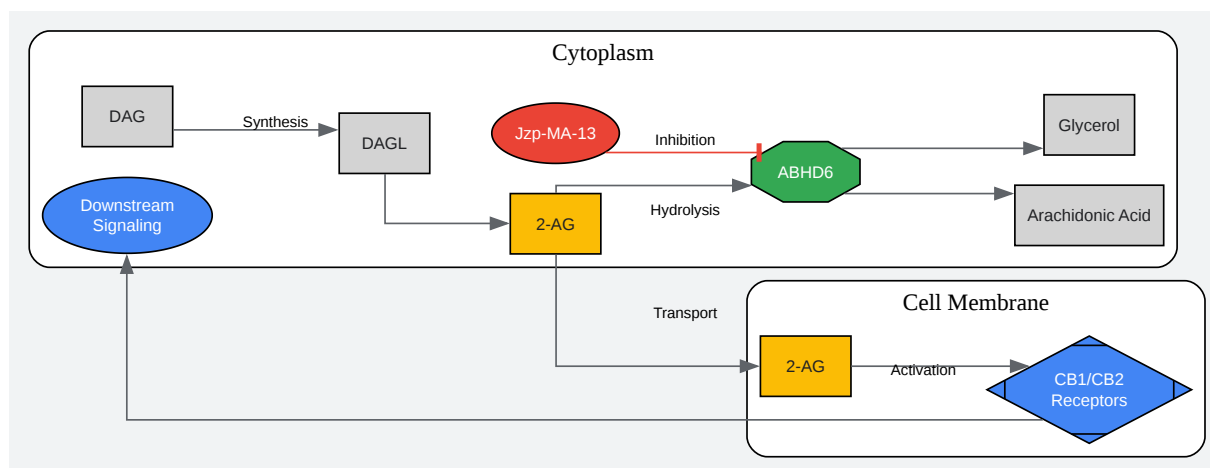 Cytoplasm
DAG
Synthesis
DAGL
Jzp-MA-13
Inhibition
ABHD6
Glycerol
Downstream
Signaling
2-AG
Hydrolysis
Arachidonic Acid
Transport
Cell Membrane
2-AG
Activation
CB1/CB2
Receptors